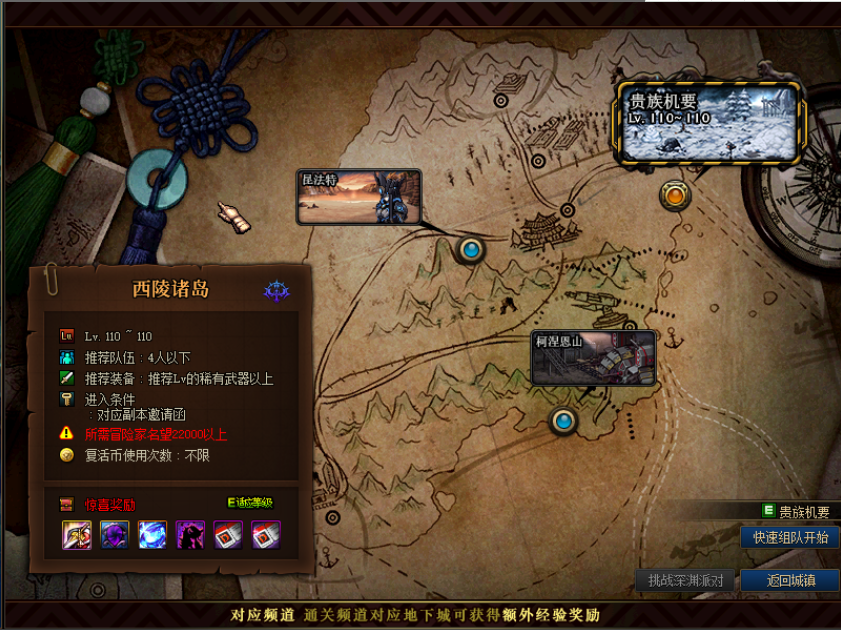 贵族机要
Lv. 110~110
昆法特
西陵诸岛
Lv. 110 ~ 110
推荐队伍：4人以下
推荐装备：推荐Lv的稀有武器以上
进入条件
：对应副本邀请函
所需冒险家名望22000以上
复活币使用次数：不限
惊喜奖励
E适应等级
柯涅恩山
E 贵族机要
快速组队开始
挑战深渊派对
返回城镇
对应频道 通关频道对应地下城可获得额外经验奖励